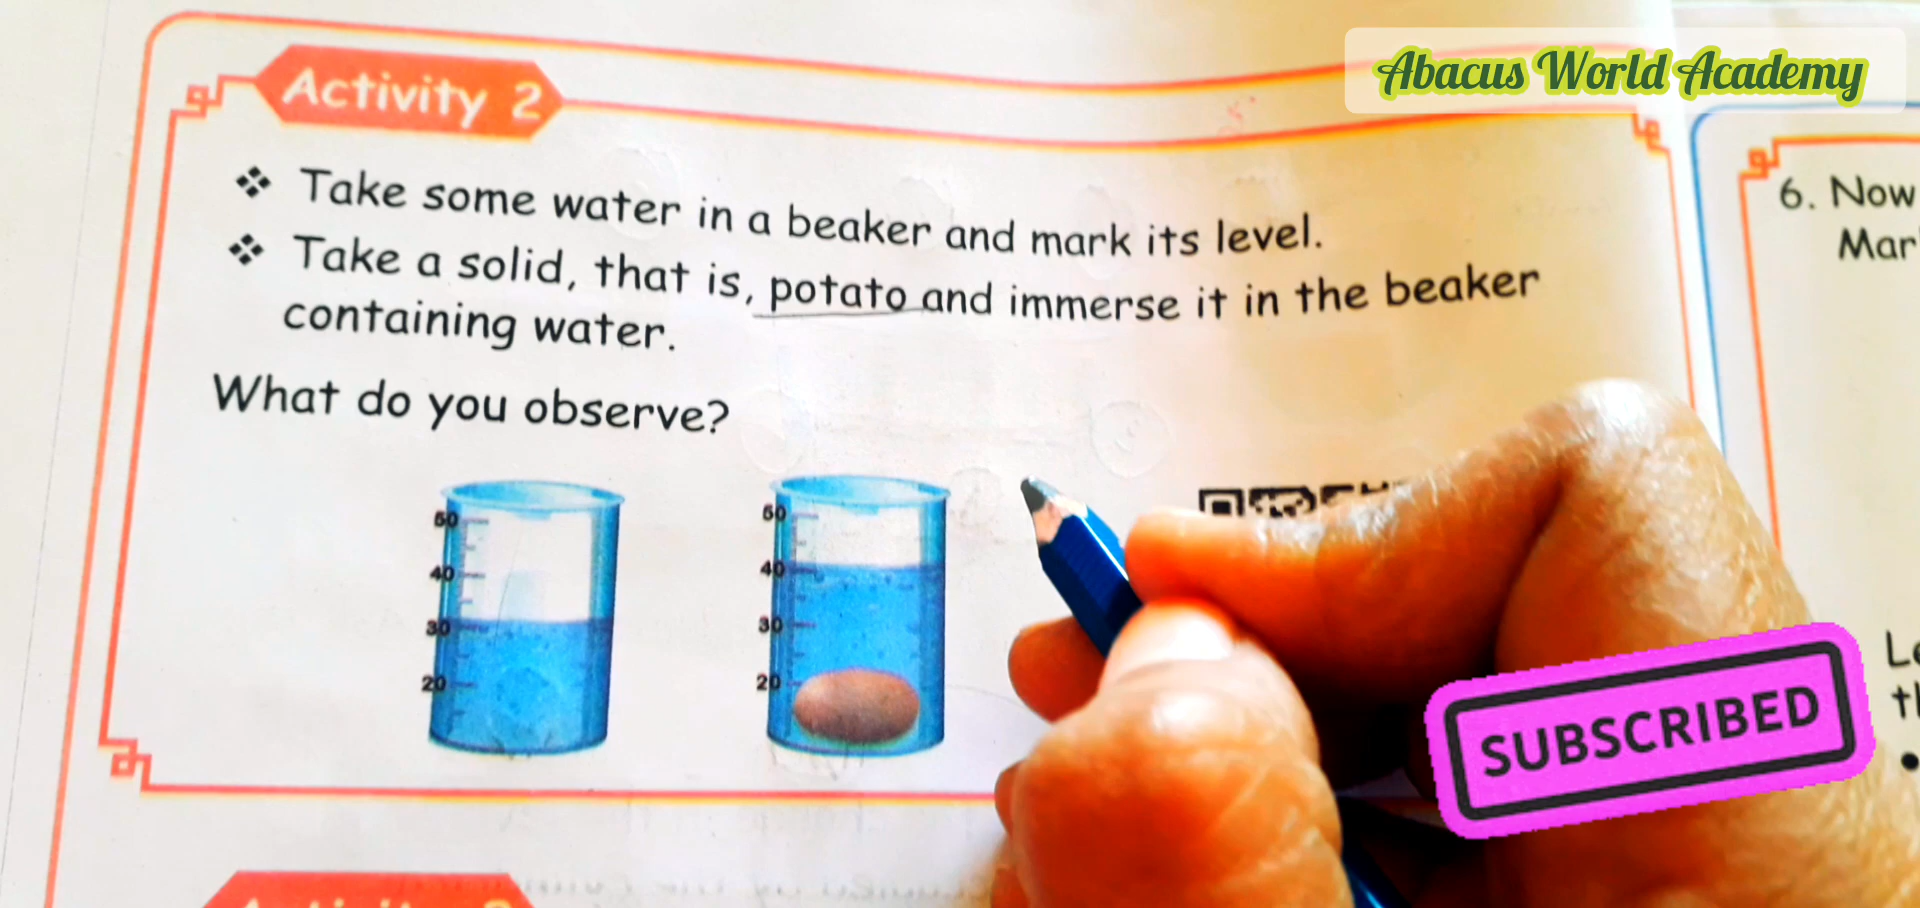 Abacus World Academy
Activity 2
❖ Take some water in a beaker and mark its level.
❖ Take a solid, that is, potato and immerse it in the beaker
containing water.
What do you observe?
50
40
30
20
50
40
30
20
6. Now
Mar
SUBSCRIBED